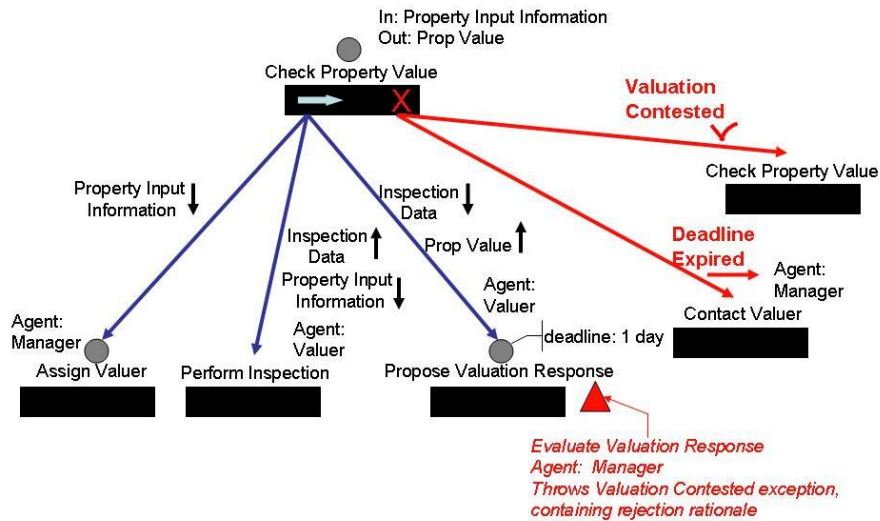 In: Property Input Information
Out: Prop Value
Check Property Value
X
Valuation
Contested
Check Property Value
Property Input
Information
Inspection
Data
Property Input
Information
Inspection
Data
Prop Value
Deadline
Expired
Agent:
Manager
Contact Valuer
Agent:
Manager
Assign Valuer
Agent:
Valuer
Perform Inspection
Agent:
Valuer
deadline: 1 day
Propose Valuation Response
Evaluate Valuation Response
Agent: Manager
Throws Valuation Contested exception,
containing rejection rationale